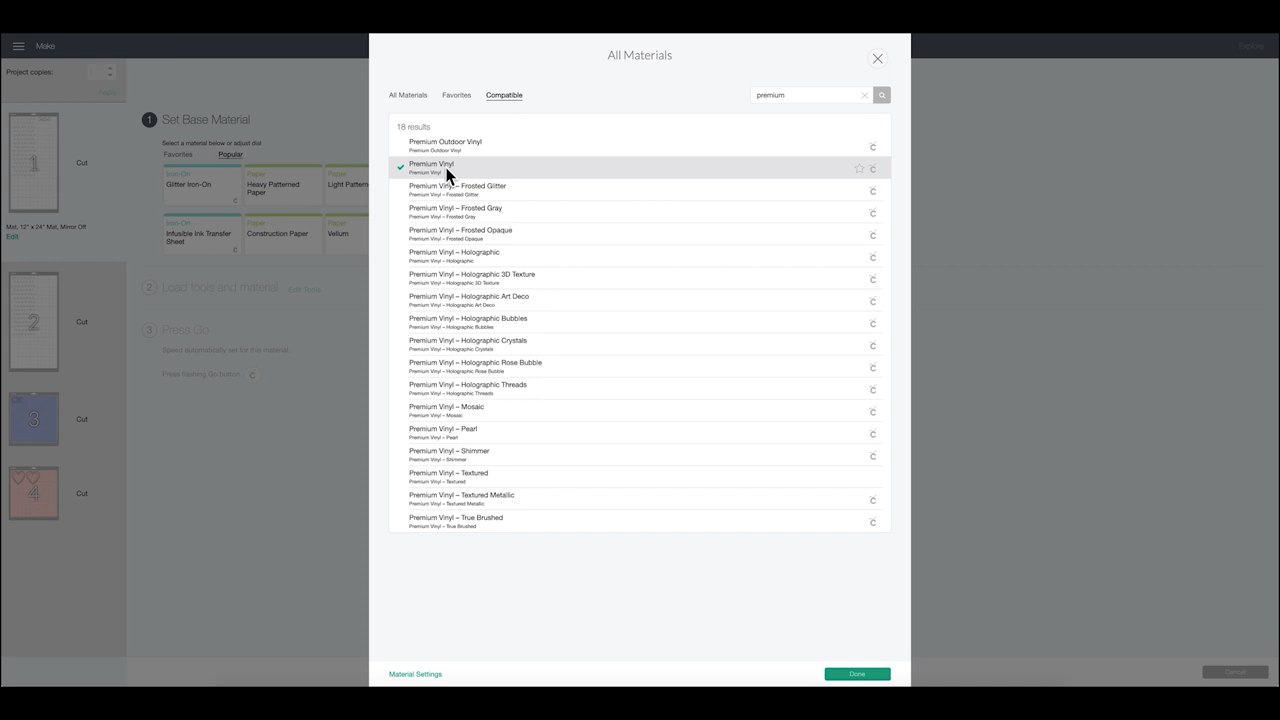 Make
Explore
Project copies:
Apply
1
Cut
Mat, 12" x 24" Mat, Mirror Off
Edit
2
Cut
3
Cut
4
Cut
1 Set Base Material
Select a material below or adjust dial
Favorites Popular
Iron-On
Glitter Iron-On
Paper
Heavy Patterned
Paper
Paper
Light Pattern
Iron-On
Infusible Ink Transfer
Sheet
Paper
Construction Paper
Paper
Vellum
2 Load tools and material Edit Tools
3 Press Go
Speed automatically set for this material
Press flashing Go button
All Materials
All Materials Favorites Compatible
premium
18 results
Premium Outdoor Vinyl
Premium Outdoor Vinyl
Premium Vinyl
Premium Vinyl
Premium Vinyl – Frosted Glitter
Premium Vinyl – Frosted Glitter
Premium Vinyl – Frosted Gray
Premium Vinyl – Frosted Gray
Premium Vinyl – Frosted Opaque
Premium Vinyl – Frosted Opaque
Premium Vinyl – Holographic
Premium Vinyl – Holographic
Premium Vinyl – Holographic 3D Texture
Premium Vinyl – Holographic 3D Texture
Premium Vinyl – Holographic Art Deco
Premium Vinyl – Holographic Art Deco
Premium Vinyl – Holographic Bubbles
Premium Vinyl – Holographic Bubbles
Premium Vinyl – Holographic Crystals
Premium Vinyl – Holographic Crystals
Premium Vinyl – Holographic Rose Bubble
Premium Vinyl – Holographic Rose Bubble
Premium Vinyl – Holographic Threads
Premium Vinyl – Holographic Threads
Premium Vinyl – Mosaic
Premium Vinyl – Mosaic
Premium Vinyl – Pearl
Premium Vinyl – Pearl
Premium Vinyl – Shimmer
Premium Vinyl – Shimmer
Premium Vinyl – Textured
Premium Vinyl – Textured
Premium Vinyl – Textured Metallic
Premium Vinyl – Textured Metallic
Premium Vinyl – True Brushed
Premium Vinyl – True Brushed
Material Settings
Done
Cancel